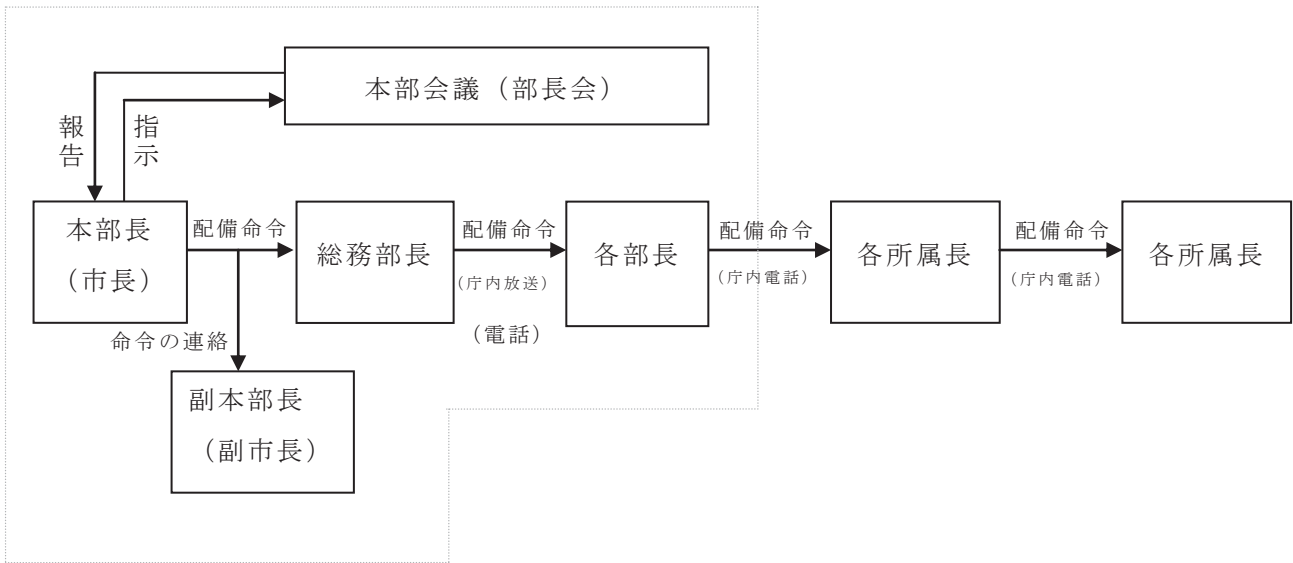 本部会議（部長会）
報告
指示
本部長
（市長）
配備命令
総務部長
配備命令
（庁内放送）
（電話）
各部長
配備命令
（庁内電話）
各所属長
配備命令
（庁内電話）
各所属長
命令の連絡
副本部長
（副市長）